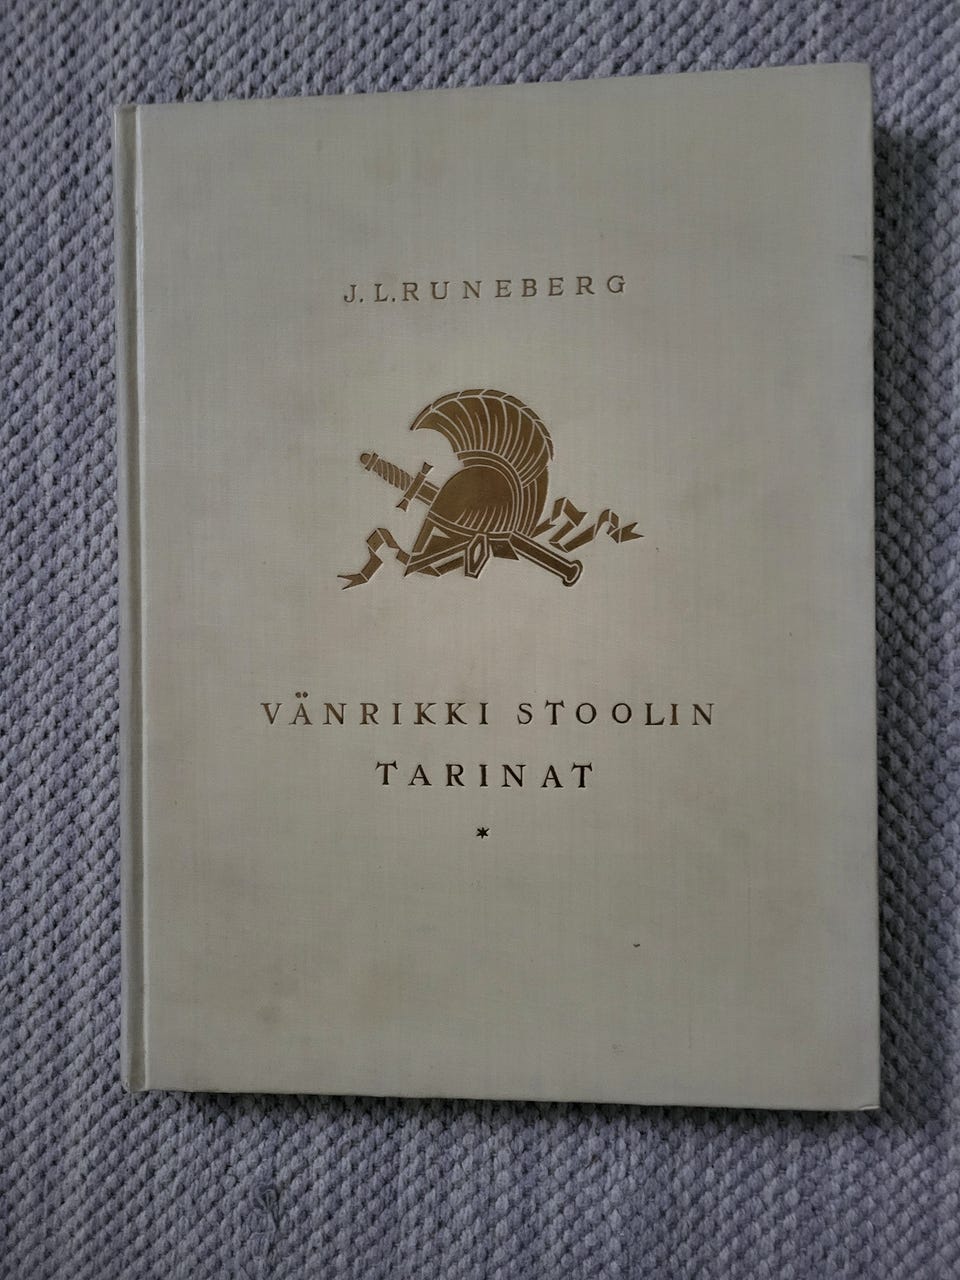 J. L. RUNEBERG
VÄNRIKKI STOOLIN
TARINAT
*